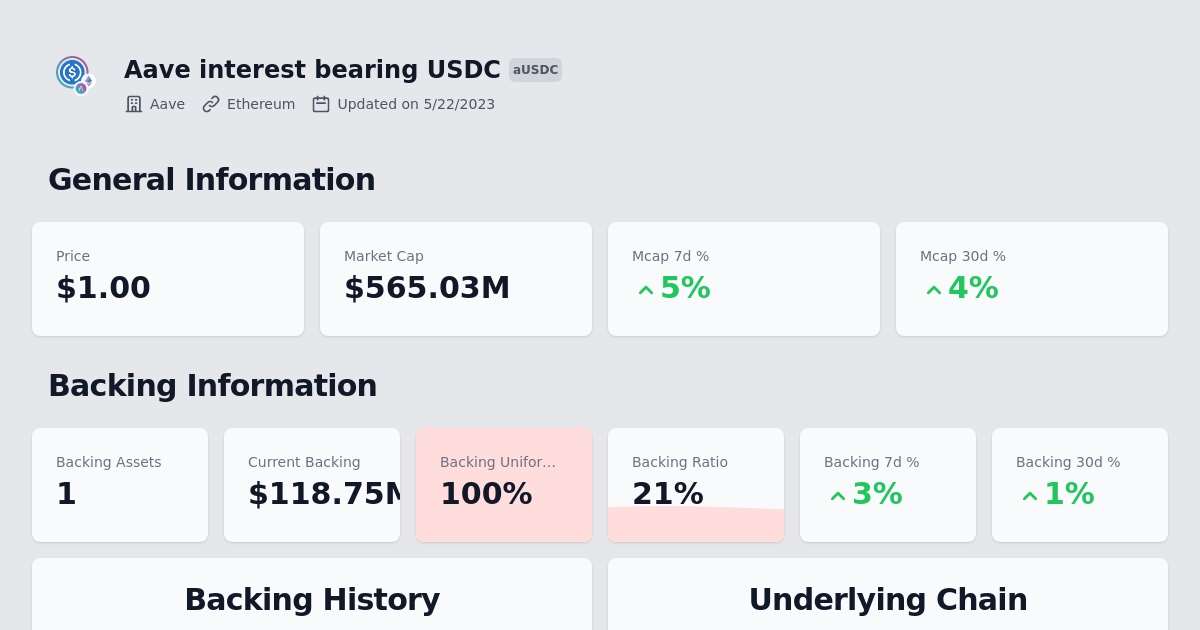 Aave interest bearing USDC aUSDC
Aave Ethereum Updated on 5/22/2023
General Information
Price Market Cap Mcap 7d % Mcap 30d %
$1.00 $565.03M 5% 4%
Backing Information
Backing Assets Current Backing Backing Unifor... Backing Ratio Backing 7d % Backing 30d %
1 $118.75M 100% 21% 3% 1%
Backing History Underlying Chain